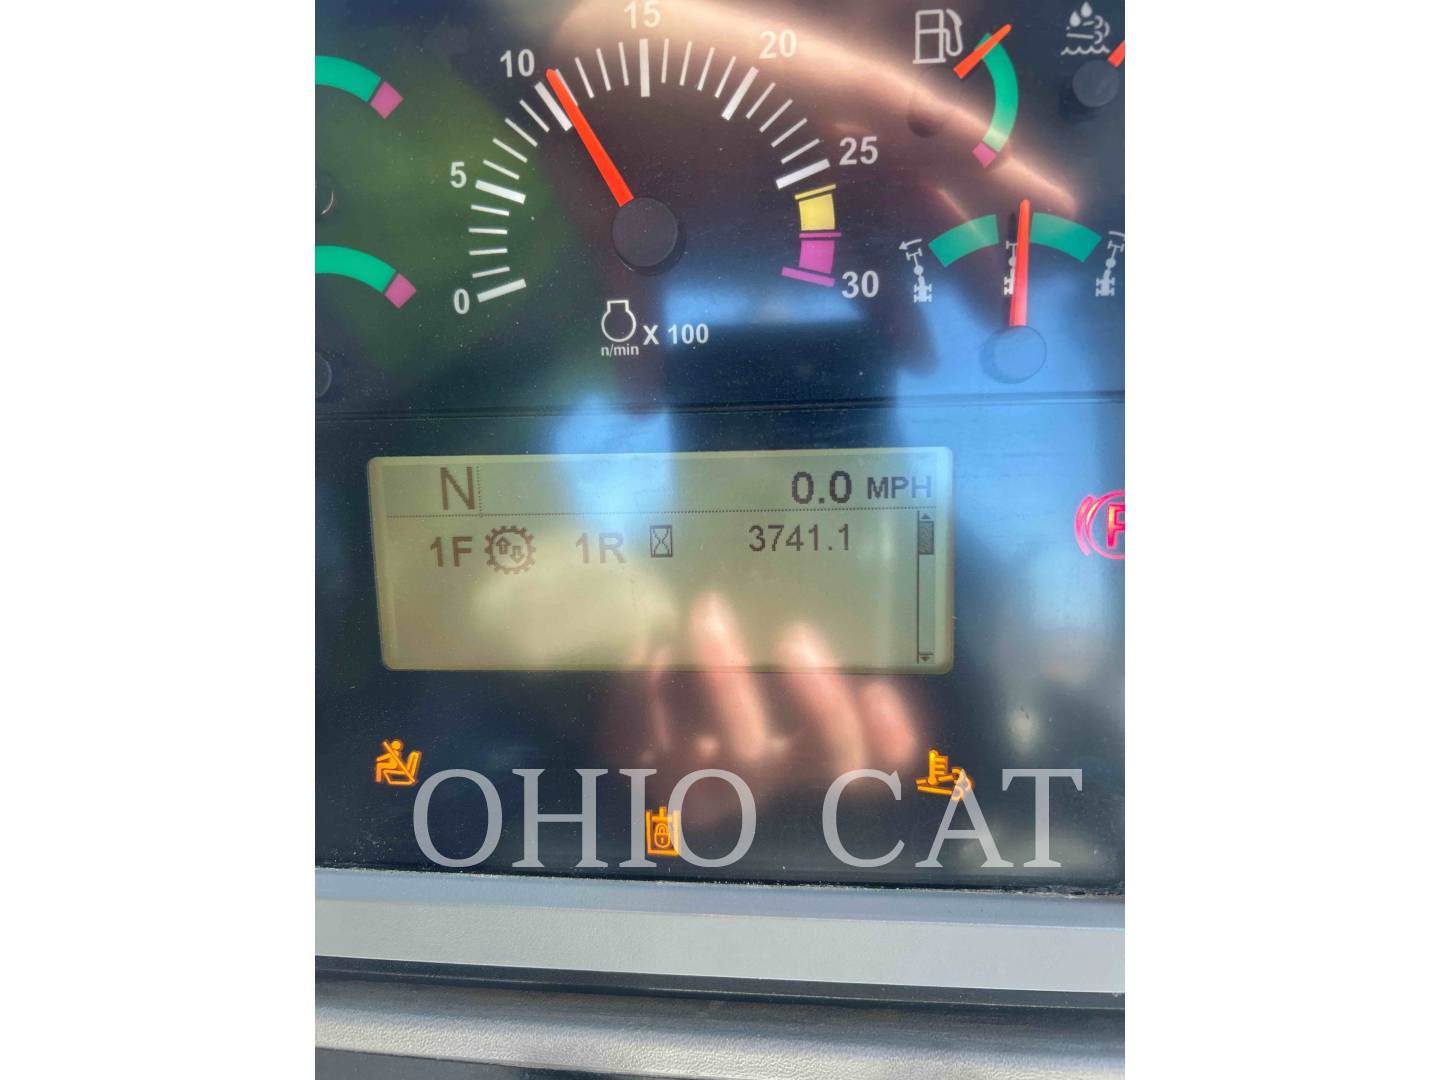 15
10
20
25
5
30
0
X 100
n/min
N
0.0 MPH
1F
1R
3741.1
P
OHIO CAT